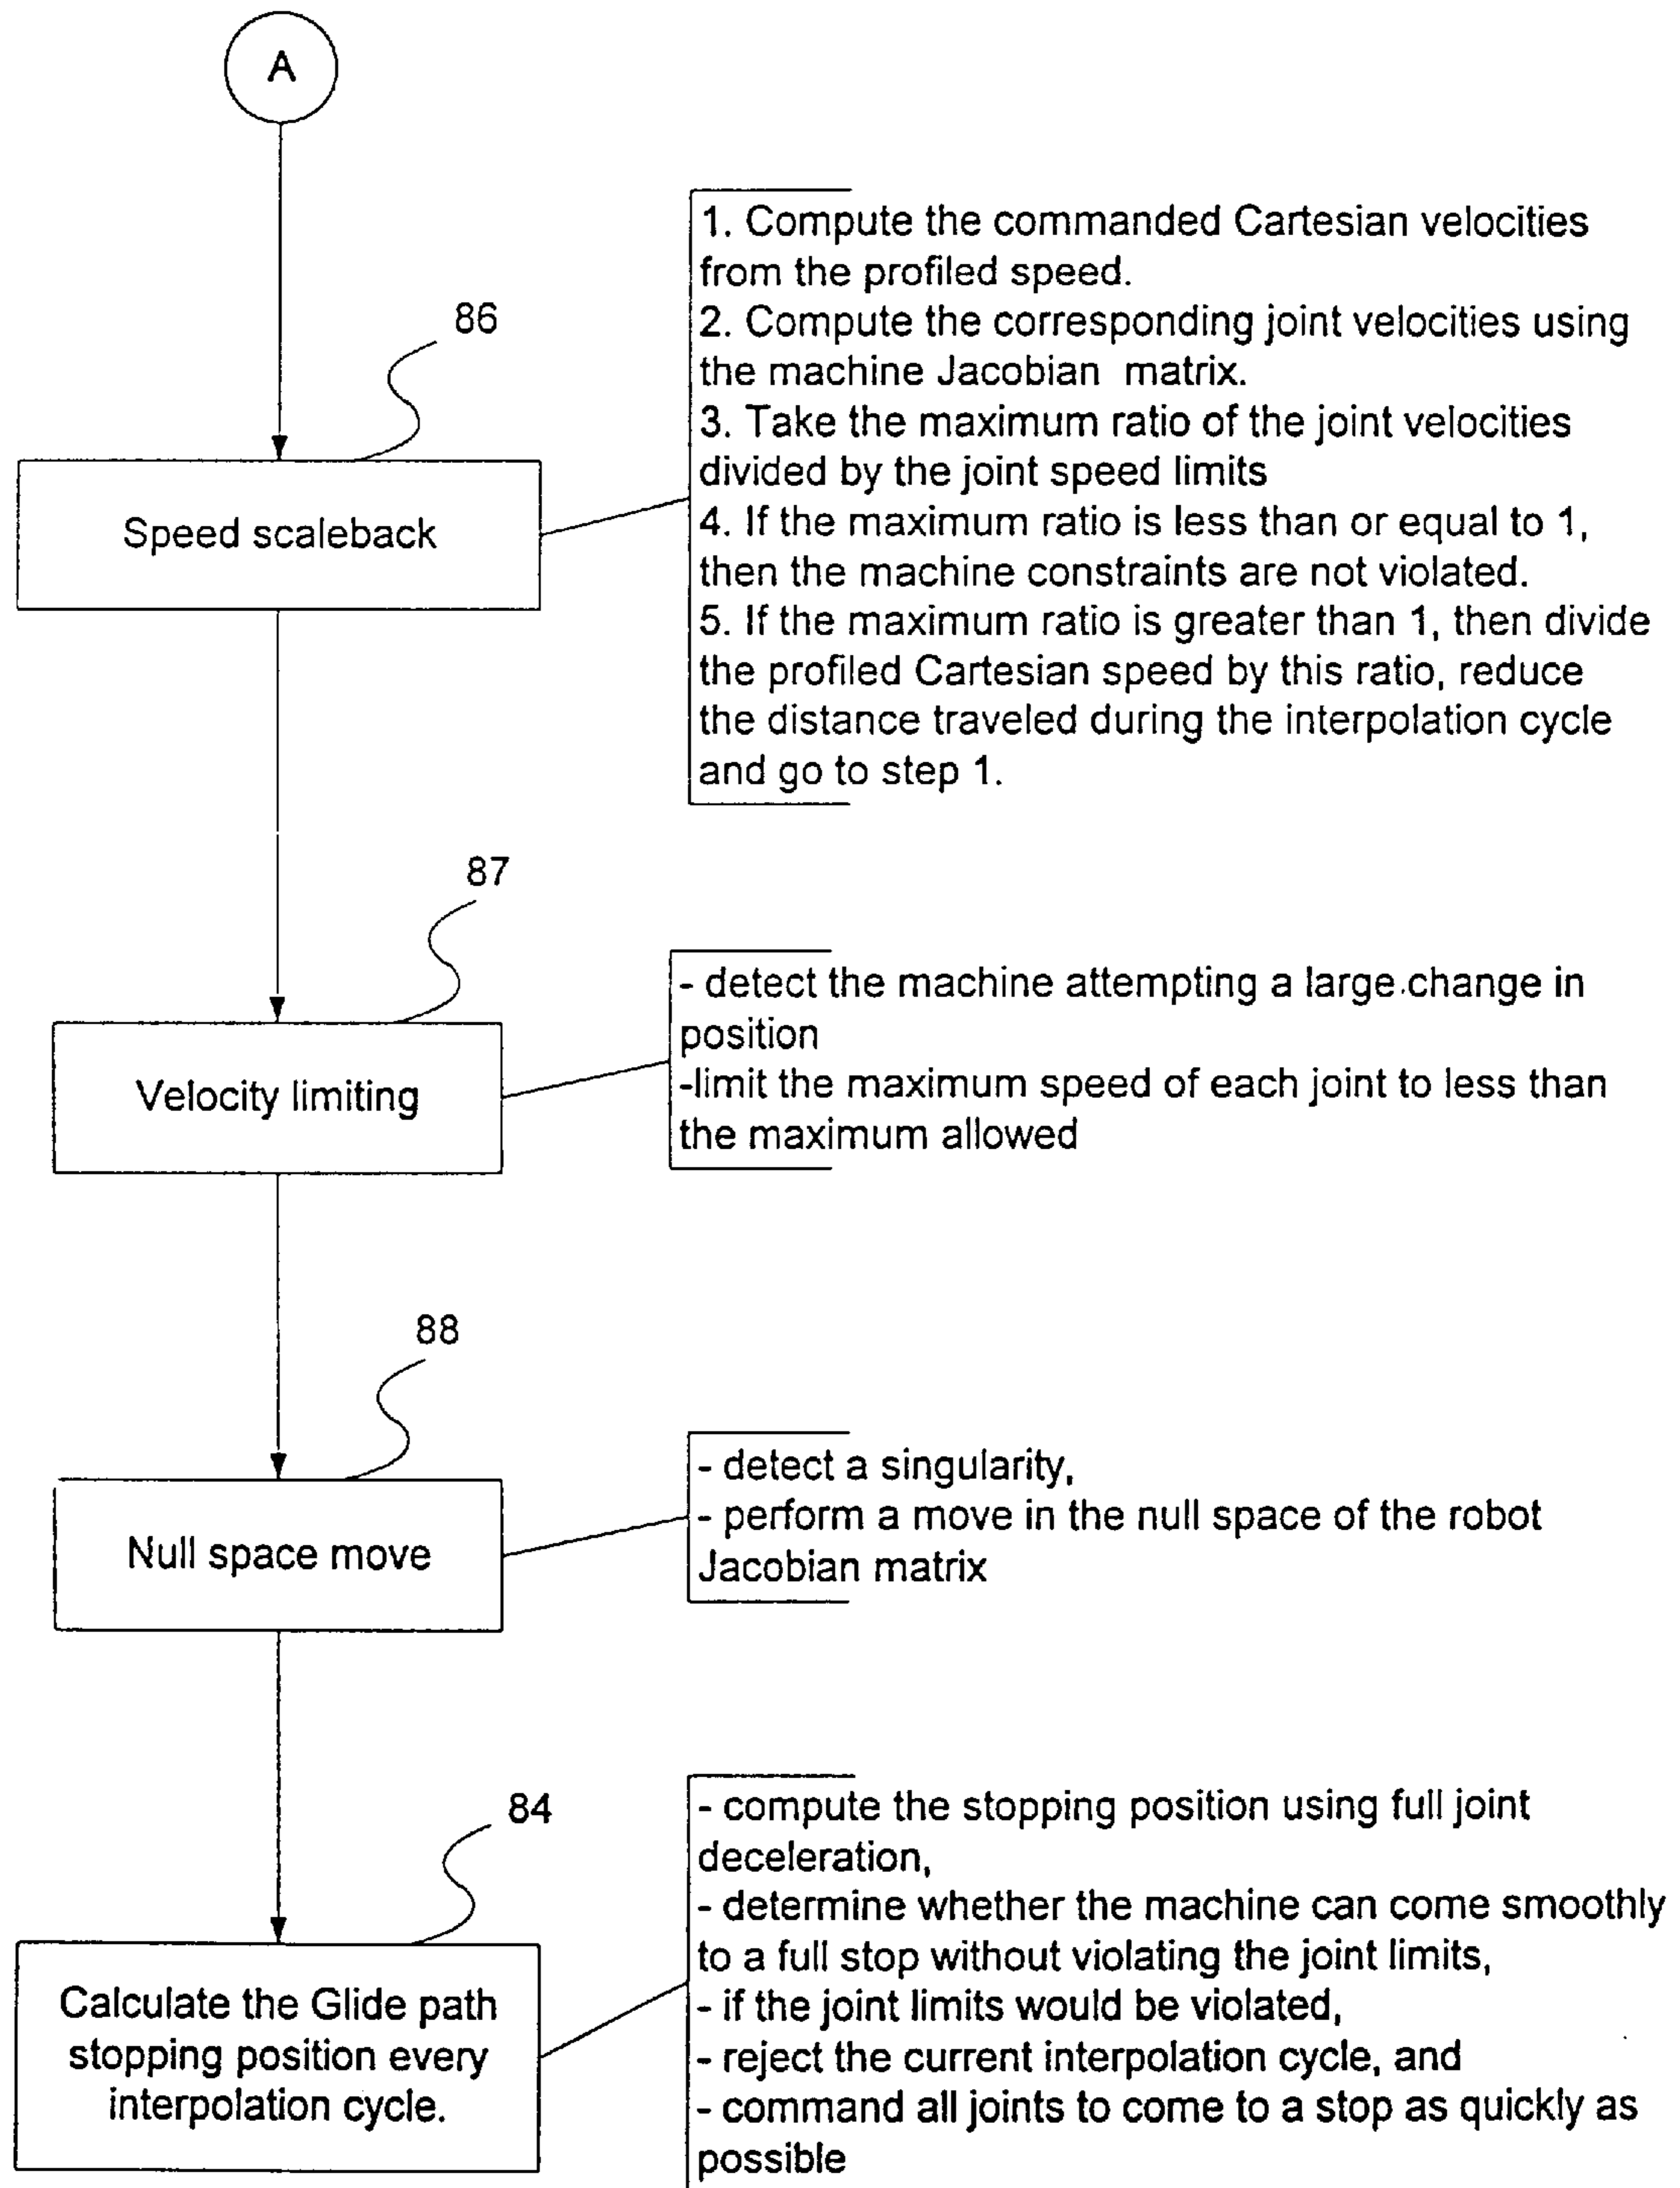 A
86
1. Compute the commanded Cartesian velocities
from the profiled speed.
2. Compute the corresponding joint velocities using
the machine Jacobian matrix.
3. Take the maximum ratio of the joint velocities
divided by the joint speed limits
4. If the maximum ratio is less than or equal to 1,
then the machine constraints are not violated.
5. If the maximum ratio is greater than 1, then divide
the profiled Cartesian speed by this ratio, reduce
the distance traveled during the interpolation cycle
and go to step 1.
Speed scaleback
87
- detect the machine attempting a large change in
position
-limit the maximum speed of each joint to less than
the maximum allowed
Velocity limiting
88
- detect a singularity,
- perform a move in the null space of the robot
Jacobian matrix
Null space move
84
- compute the stopping position using full joint
deceleration,
- determine whether the machine can come smoothly
to a full stop without violating the joint limits,
- if the joint limits would be violated,
- reject the current interpolation cycle, and
- command all joints to come to a stop as quickly as
possible
Calculate the Glide path
stopping position every
interpolation cycle.